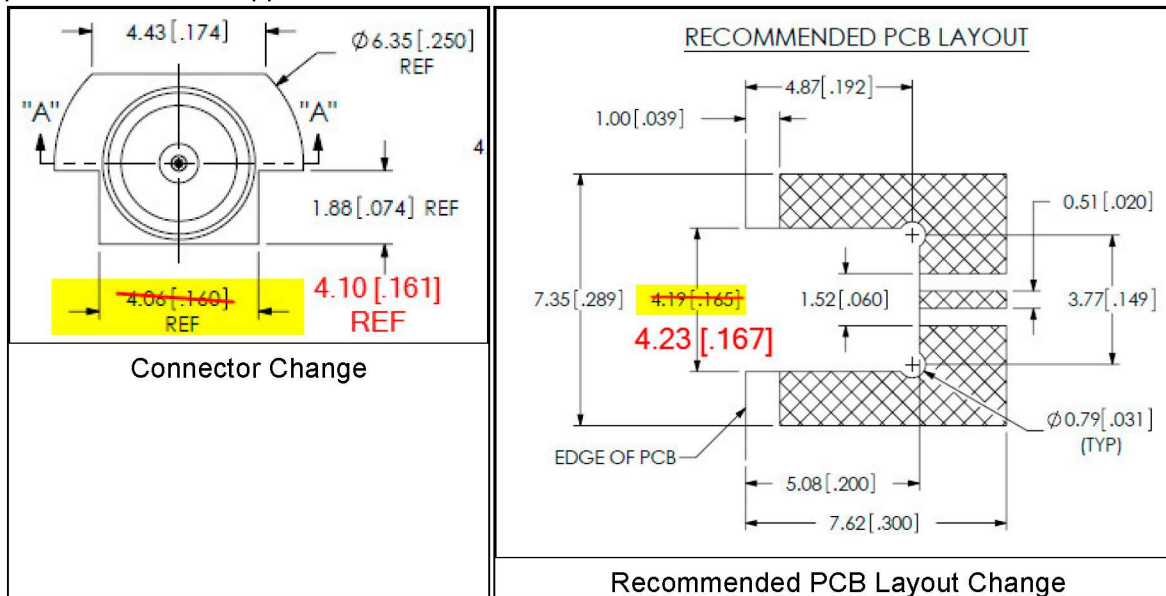 4.43[.174]
Ø6.35[.250]
REF
"A"
"A"
4
1.88[.074] REF
4.06[.160]
REF
4.10 [.161]
REF
Connector Change
RECOMMENDED PCB LAYOUT
4.87[.192]
1.00[.039]
0.51[.020]
7.35[.289]
4.19[.165]
4.23 [.167]
1.52[.060]
3.77[.149]
Ø0.79[.031]
(TYP)
EDGE OF PCB
5.08[.200]
7.62[.300]
Recommended PCB Layout Change